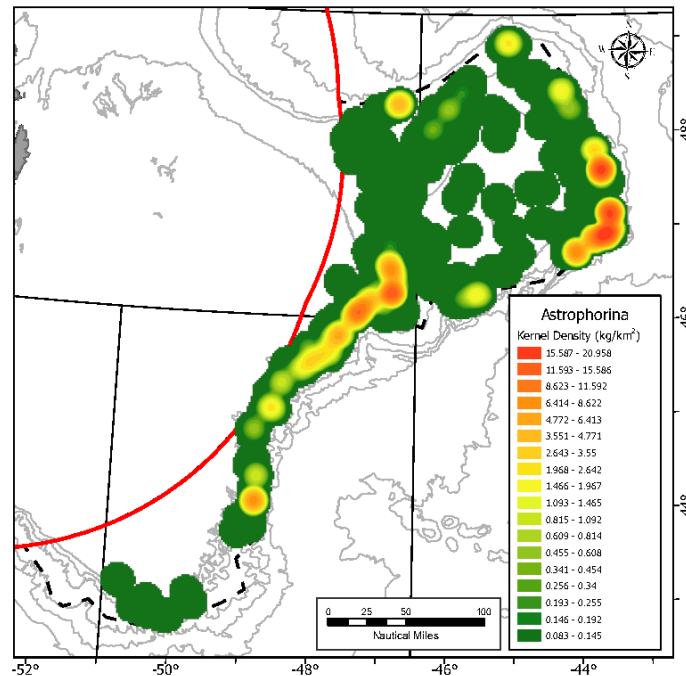 N
W E
S
48°
46°
44°
Astrophorina
Kernel Density (kg/km²)
15.587 - 20.958
11.593 - 15.586
8.623 - 11.592
6.414 - 8.622
4.772 - 6.413
3.551 - 4.771
2.643 - 3.55
1.968 - 2.642
1.466 - 1.967
1.093 - 1.465
0.815 - 1.092
0.609 - 0.814
0.455 - 0.608
0.341 - 0.454
0.256 - 0.34
0.193 - 0.255
0.146 - 0.192
0.083 - 0.145
0 25 50 100
Nautical Miles
-52° -50° -48° -46° -44°